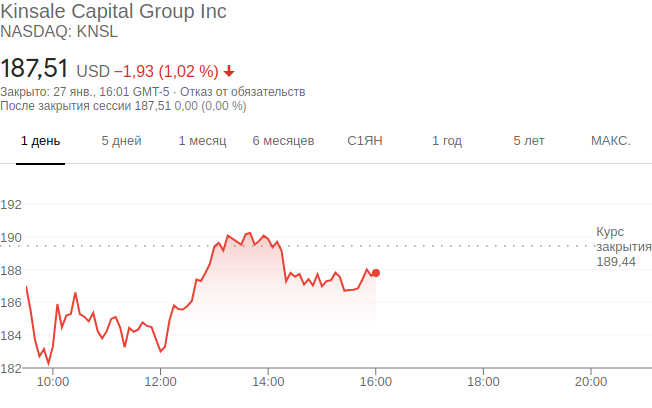 Kinsale Capital Group Inc
NASDAQ: KNSL
187,51 USD −1,93 (1,02 %)
Закрыто: 27 янв., 16:01 GMT-5 · Отказ от обязательств
После закрытия сессии 187,51 0,00 (0,00 %)
1 день 5 дней 1 месяц 6 месяцев С1ЯН 1 год 5 лет МАКС.
192
190
188
186
184
182
Курс
закрытия
189,44
10:00 12:00 14:00 16:00 18:00 20:00